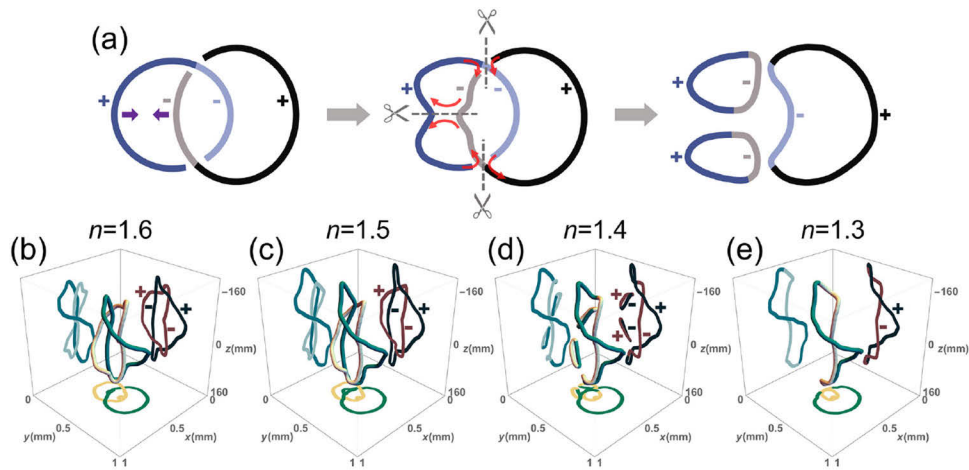 (a)
+ - - +
+ - - +
+ - + - - +
(b) n=1.6
(c) n=1.5
(d) n=1.4
(e) n=1.3
+ - - +
-160
0
z(mm)
160
0
0.5
y(mm)
1 1
0.5
x(mm)
0
+ - - +
-160
0
z(mm)
160
0
0.5
y(mm)
1 1
0.5
x(mm)
0
+ - + - - +
-160
0
z(mm)
160
0
0.5
y(mm)
1 1
0.5
x(mm)
0
- +
-160
0
z(mm)
160
0
0.5
y(mm)
1 1
0.5
x(mm)